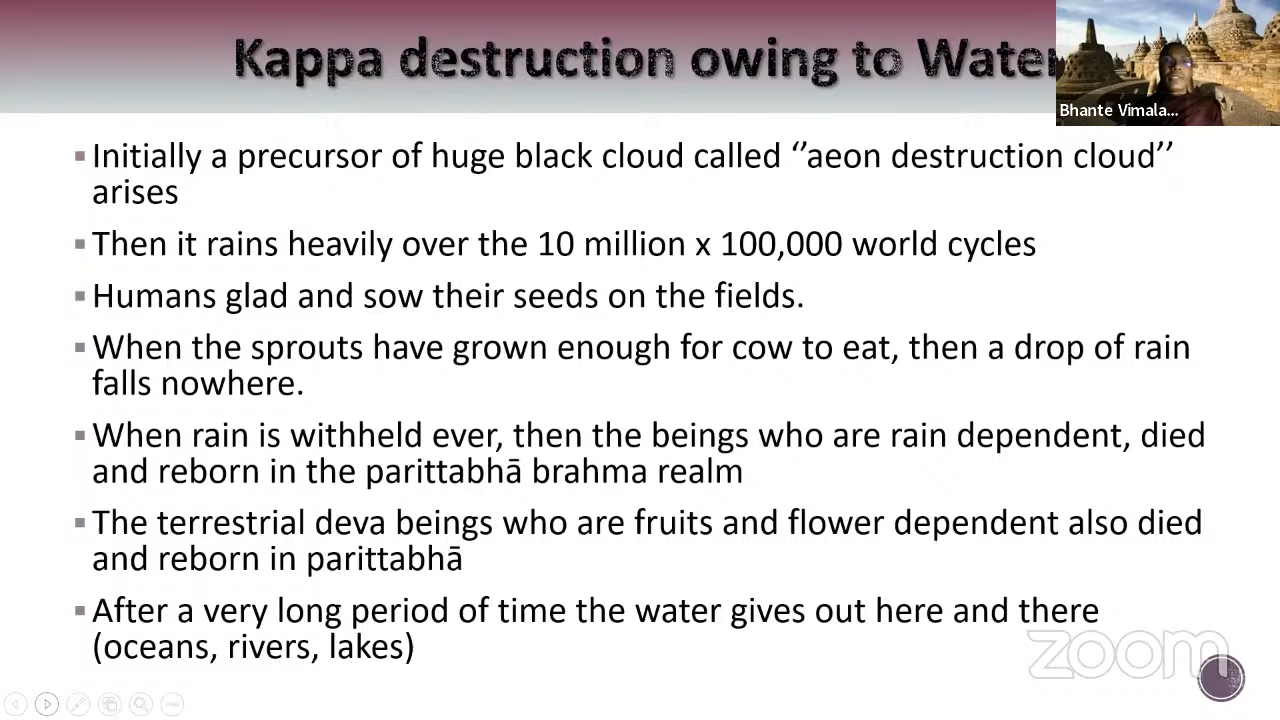 Kappa destruction owing to Water
Bhante Vimala...
Initially a precursor of huge black cloud called ‘’aeon destruction cloud’’
arises
Then it rains heavily over the 10 million x 100,000 world cycles
Humans glad and sow their seeds on the fields.
When the sprouts have grown enough for cow to eat, then a drop of rain
falls nowhere.
When rain is withheld ever, then the beings who are rain dependent, died
and reborn in the parittabhā brahma realm
The terrestrial deva beings who are fruits and flower dependent also died
and reborn in parittabhā
After a very long period of time the water gives out here and there
(oceans, rivers, lakes)
zoom